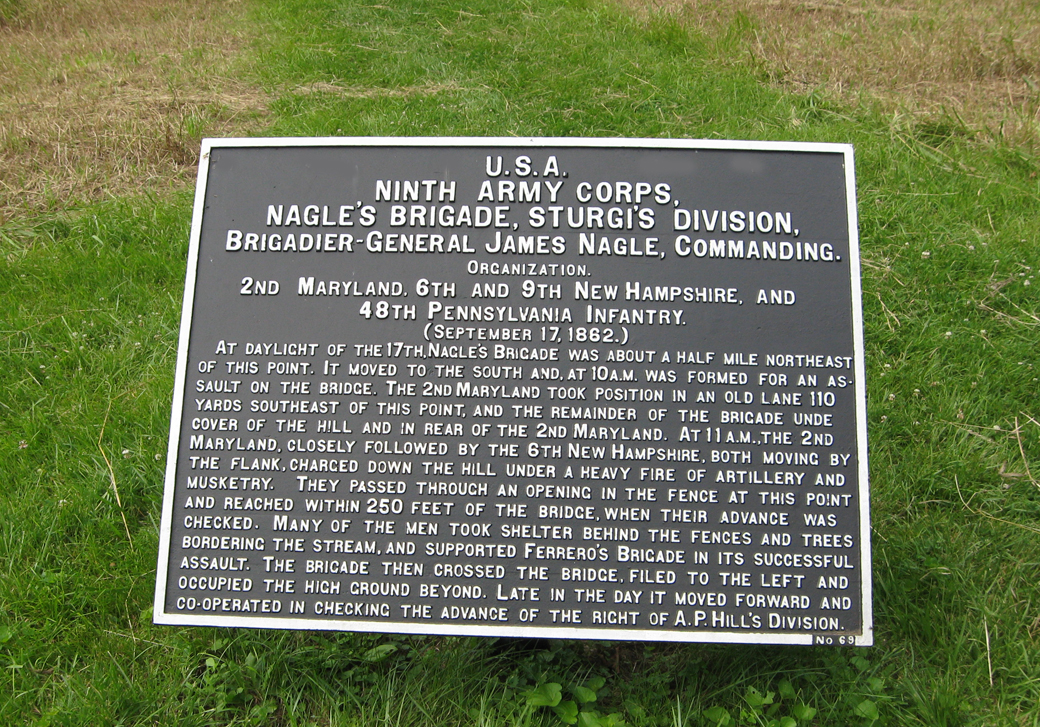 U.S.A.
NINTH ARMY CORPS,
NAGLE'S BRIGADE, STURGI'S DIVISION,
BRIGADIER-GENERAL JAMES NAGLE, COMMANDING.
ORGANIZATION.
2ND MARYLAND, 6TH AND 9TH NEW HAMPSHIRE, AND
48TH PENNSYLVANIA INFANTRY.
(SEPTEMBER 17, 1862.)
AT DAYLIGHT OF THE 17TH, NAGLE'S BRIGADE WAS ABOUT A HALF MILE NORTHEAST
OF THIS POINT. IT MOVED TO THE SOUTH AND, AT 10 A.M. WAS FORMED FOR AN AS-
SAULT ON THE BRIDGE. THE 2ND MARYLAND TOOK POSITION IN AN OLD LANE 110
YARDS SOUTHEAST OF THIS POINT, AND THE REMAINDER OF THE BRIGADE UNDE
COVER OF THE HILL AND IN REAR OF THE 2ND MARYLAND. AT 11 A.M., THE 2ND
MARYLAND, CLOSELY FOLLOWED BY THE 6TH NEW HAMPSHIRE, BOTH MOVING BY
THE FLANK, CHARGED DOWN THE HILL UNDER A HEAVY FIRE OF ARTILLERY AND
MUSKETRY. THEY PASSED THROUGH AN OPENING IN THE FENCE AT THIS POINT
AND REACHED WITHIN 250 FEET OF THE BRIDGE, WHEN THEIR ADVANCE WAS
CHECKED. MANY OF THE MEN TOOK SHELTER BEHIND THE FENCES AND TREES
BORDERING THE STREAM, AND SUPPORTED FERRERO'S BRIGADE IN ITS SUCCESSFUL
ASSAULT. THE BRIGADE THEN CROSSED THE BRIDGE, FILED TO THE LEFT AND
OCCUPIED THE HIGH GROUND BEYOND. LATE IN THE DAY IT MOVED FORWARD AND
CO-OPERATED IN CHECKING THE ADVANCE OF THE RIGHT OF A.P. HILL'S DIVISION.
NO 69